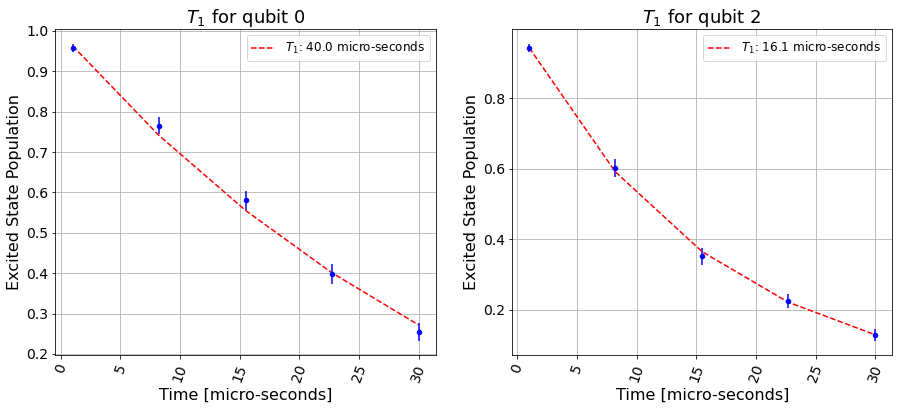 T₁ for qubit 0
T₁: 40.0 micro-seconds
Excited State Population
1.0
0.9
0.8
0.7
0.6
0.5
0.4
0.3
0.2
0 5 10 15 20 25 30
Time [micro-seconds]
T₁ for qubit 2
T₁: 16.1 micro-seconds
Excited State Population
0.8
0.6
0.4
0.2
0 5 10 15 20 25 30
Time [micro-seconds]